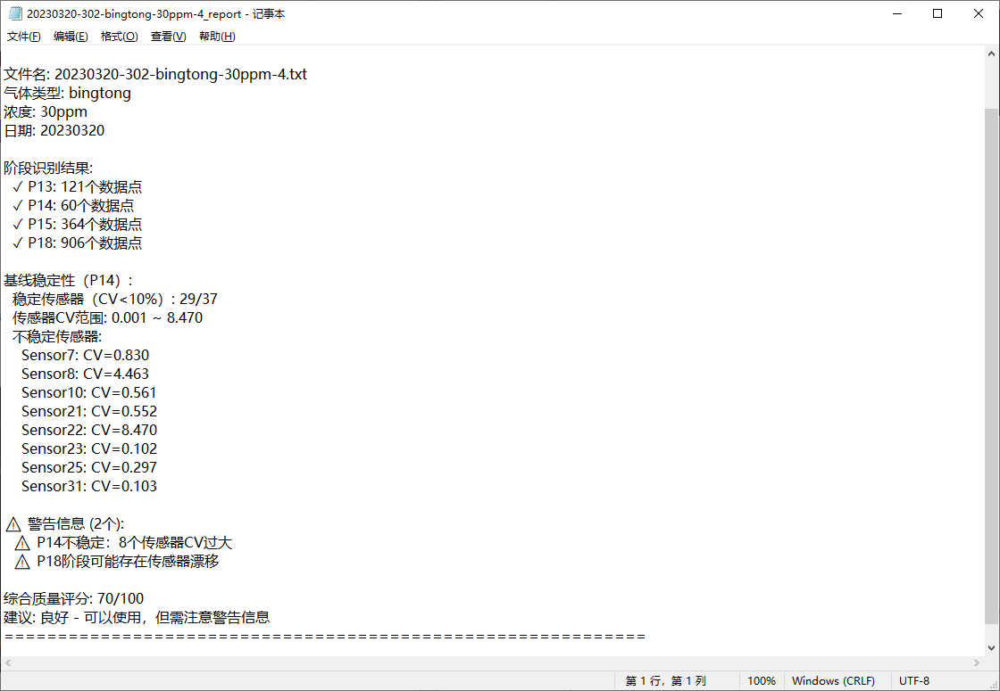 20230320-302-bingtong-30ppm-4_report - 记事本
文件(F) 编辑(E) 格式(O) 查看(V) 帮助(H)
文件名: 20230320-302-bingtong-30ppm-4.txt
气体类型: bingtong
浓度: 30ppm
日期: 20230320
阶段识别结果:
✓ P13: 121个数据点
✓ P14: 60个数据点
✓ P15: 364个数据点
✓ P18: 906个数据点
基线稳定性（P14）:
稳定传感器（CV<10%）: 29/37
传感器CV范围: 0.001 ~ 8.470
不稳定传感器:
Sensor7: CV=0.830
Sensor8: CV=4.463
Sensor10: CV=0.561
Sensor21: CV=0.552
Sensor22: CV=8.470
Sensor23: CV=0.102
Sensor25: CV=0.297
Sensor31: CV=0.103
⚠ 警告信息 (2个):
⚠ P14不稳定：8个传感器CV过大
⚠ P18阶段可能存在传感器漂移
综合质量评分: 70/100
建议: 良好 - 可以使用，但需注意警告信息
============================================================
第 1 行，第 1 列 100% Windows (CRLF) UTF-8